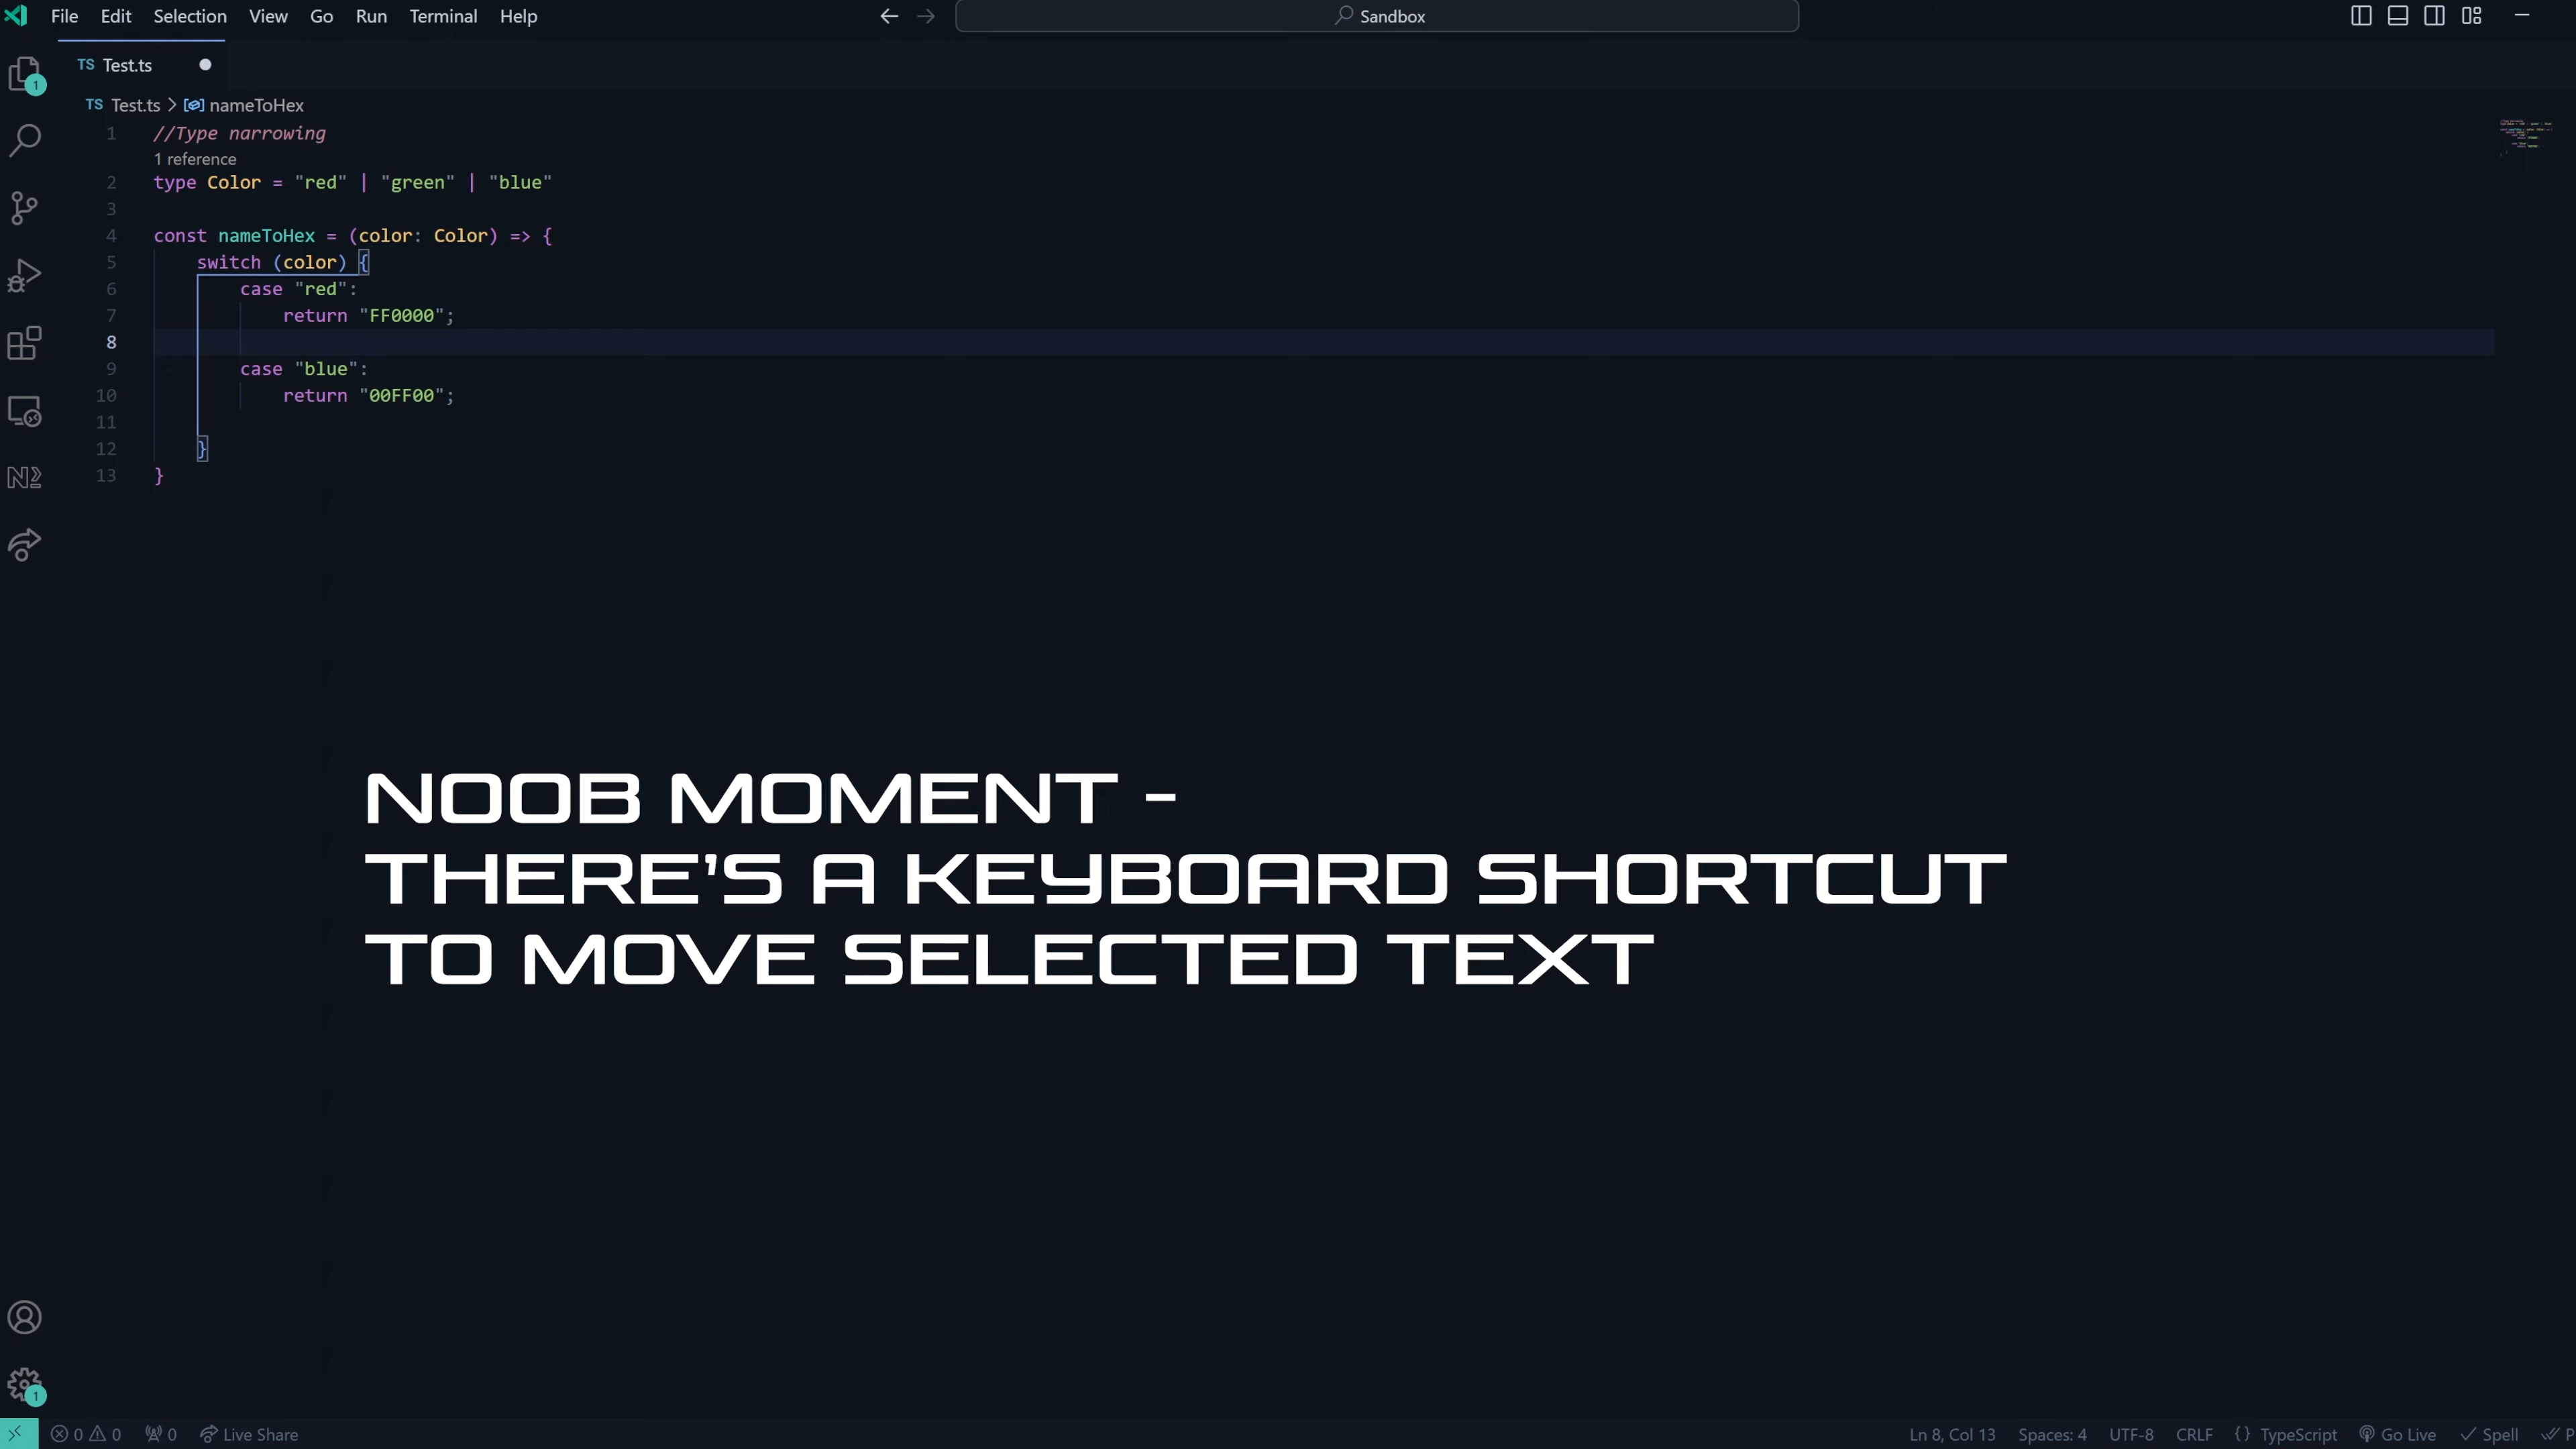 File Edit Selection View Go Run Terminal Help Sandbox
TS Test.ts
1
TS Test.ts > nameToHex
1 //Type narrowing
1 reference
2 type Color = "red" | "green" | "blue"
3
4 const nameToHex = (color: Color) => {
5 switch (color) {
6 case "red":
7 return "FF0000";
8
9 case "blue":
10 return "00FF00";
11
12 }
13 }
NOOB MOMENT -
THERE'S A KEYBOARD SHORTCUT
TO MOVE SELECTED TEXT
1
0 0 0 Live Share Ln 8, Col 13 Spaces: 4 UTF-8 CRLF {} TypeScript Go Live Spell P